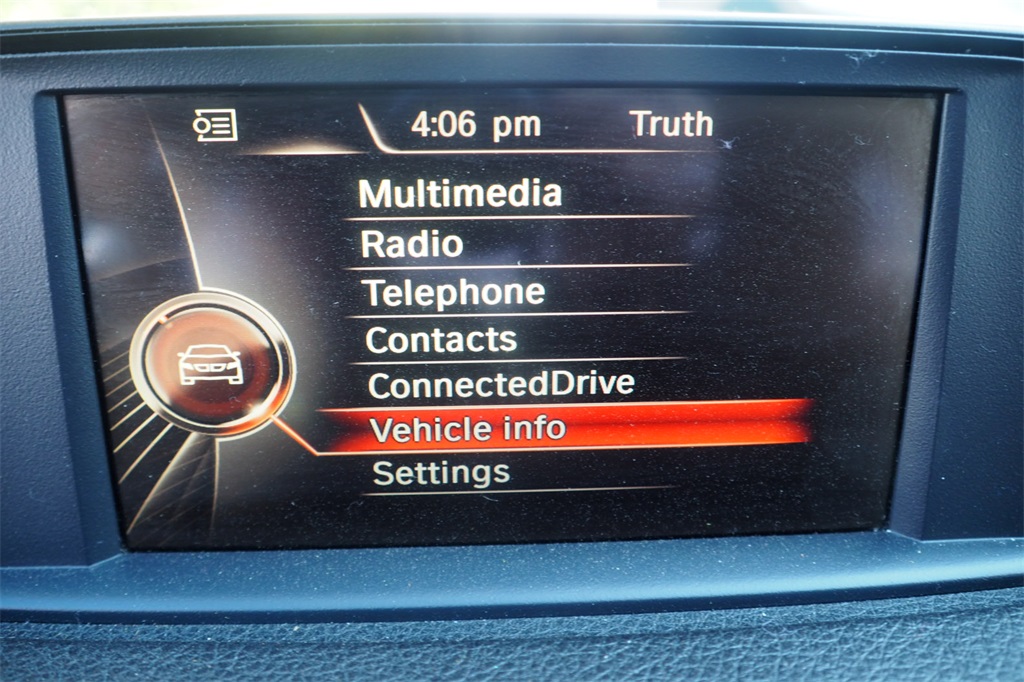 4:06 pm Truth
Multimedia
Radio
Telephone
Contacts
ConnectedDrive
Vehicle info
Settings